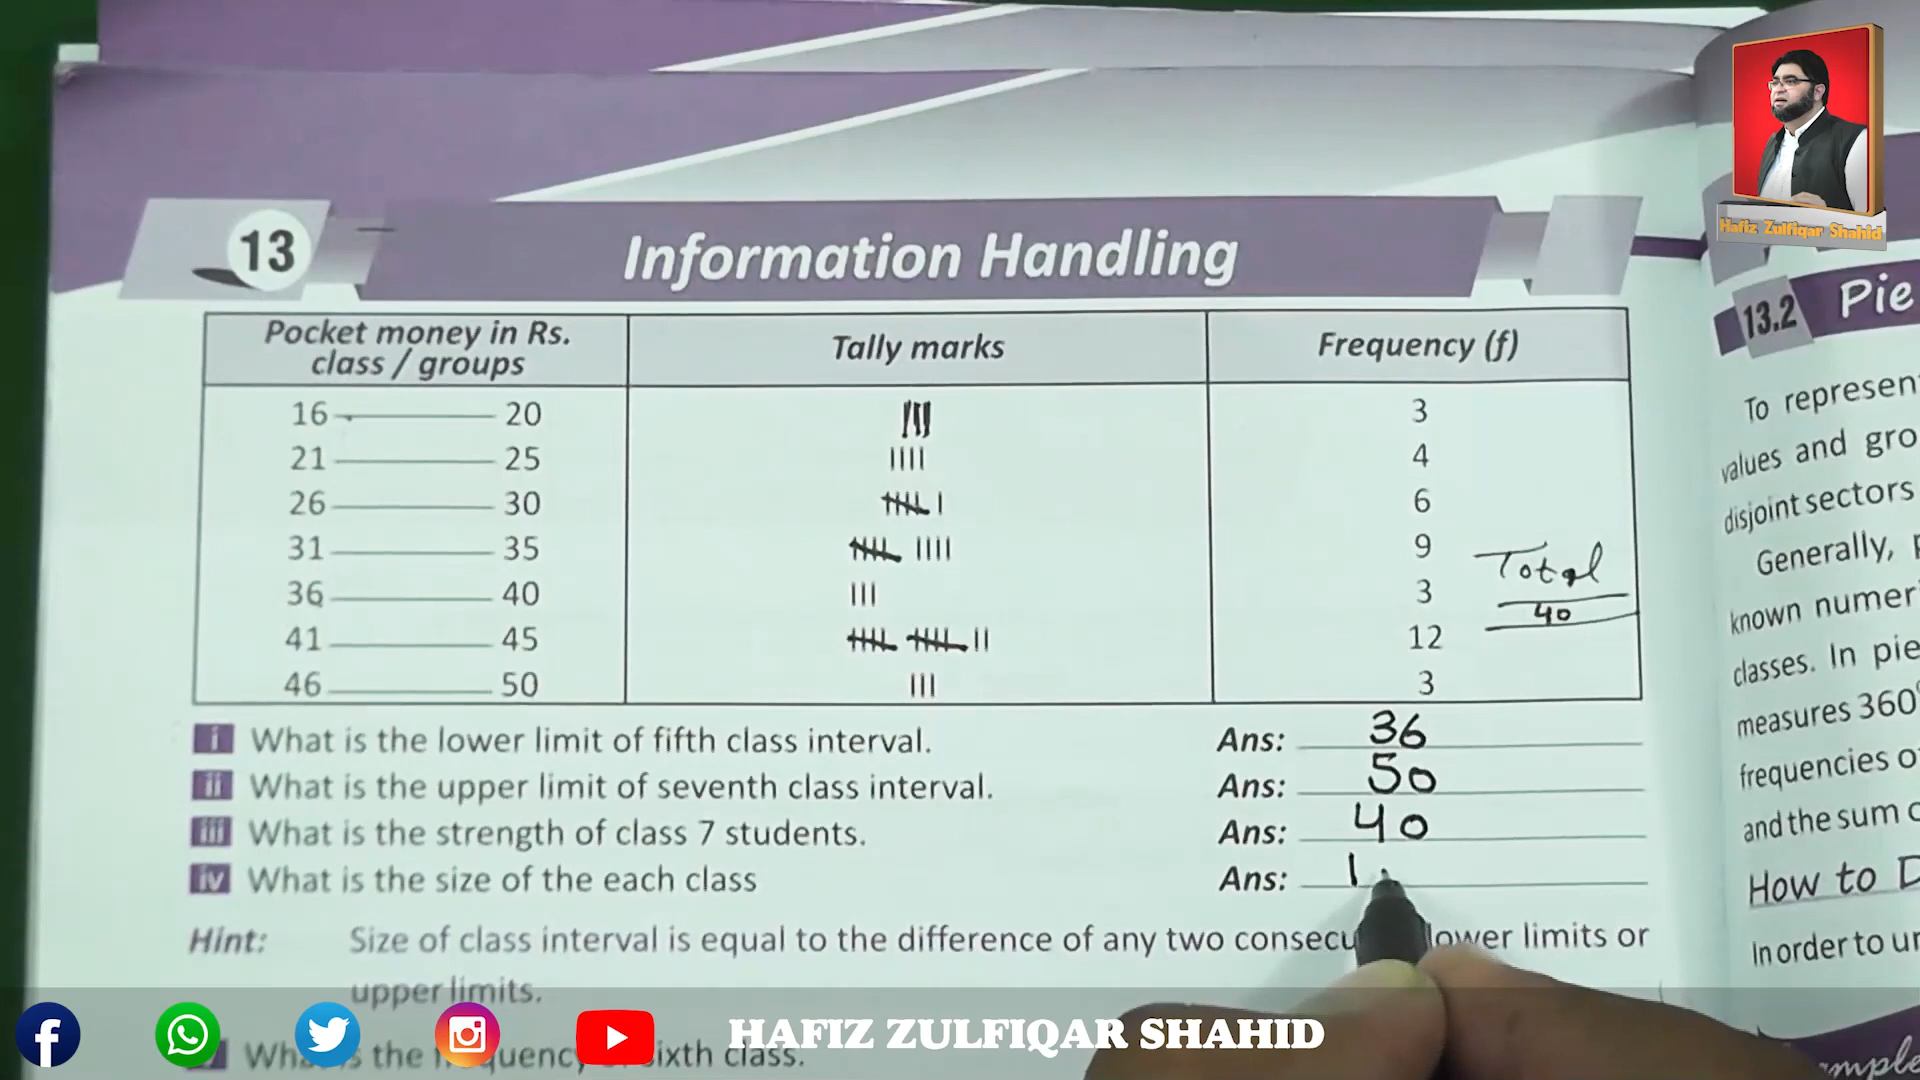 Hafiz Zulfiqar Shahid
13
Information Handling
13.2 Pie
Pocket money in Rs. class / groups
Tally marks
Frequency (f)
16 20 3
21 25 4
26 30 6
31 35 9
36 40 3
41 45 12
46 50 3
Total
40
i What is the lower limit of fifth class interval. Ans: 36
ii What is the upper limit of seventh class interval. Ans: 50
iii What is the strength of class 7 students. Ans: 40
iv What is the size of the each class Ans: 1
Hint: Size of class interval is equal to the difference of any two lower limits or
upper limits.
the sixth class.
To represen
values and gro
disjoint sectors
Generally,
known numeri
classes. In pie
measures 360°
frequencies o
and the sum
How to D
In order to un
HAFIZ ZULFIQAR SHAHID